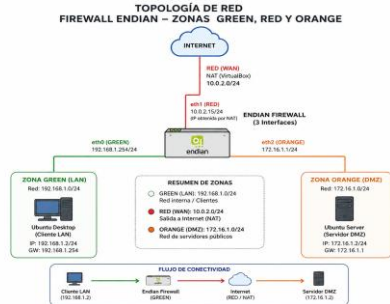 TOPOLOGÍA DE RED
FIREWALL ENDIAN – ZONAS GREEN, RED Y ORANGE
INTERNET
RED (WAN)
NAT (VirtualBox)
10.0.2.0/24
eth1 (RED)
10.0.2.15/24
(IP obtenida por NAT)
ENDIAN FIREWALL
(3 Interfaces)
endian
eth0 (GREEN)
192.168.1.254/24
eth2 (ORANGE)
172.16.1.1/24
ZONA GREEN (LAN)
Red: 192.168.1.0/24
Ubuntu Desktop
(Cliente LAN)
IP: 192.168.1.2/24
GW: 192.168.1.254
RESUMEN DE ZONAS
GREEN (LAN): 192.168.1.0/24
Red interna / Clientes
RED (WAN): 10.0.2.0/24
Salida a Internet (NAT)
ORANGE (DMZ): 172.16.1.0/24
Red de servidores públicos
ZONA ORANGE (DMZ)
Red: 172.16.1.0/24
Ubuntu Server
(Servidor DMZ)
IP: 172.16.1.2/24
GW: 172.16.1.1
FLUJO DE CONECTIVIDAD
Cliente LAN
(192.168.1.2)
Endian Firewall
(GREEN)
Internet
(RED / NAT)
Servidor DMZ
(172.16.1.2)